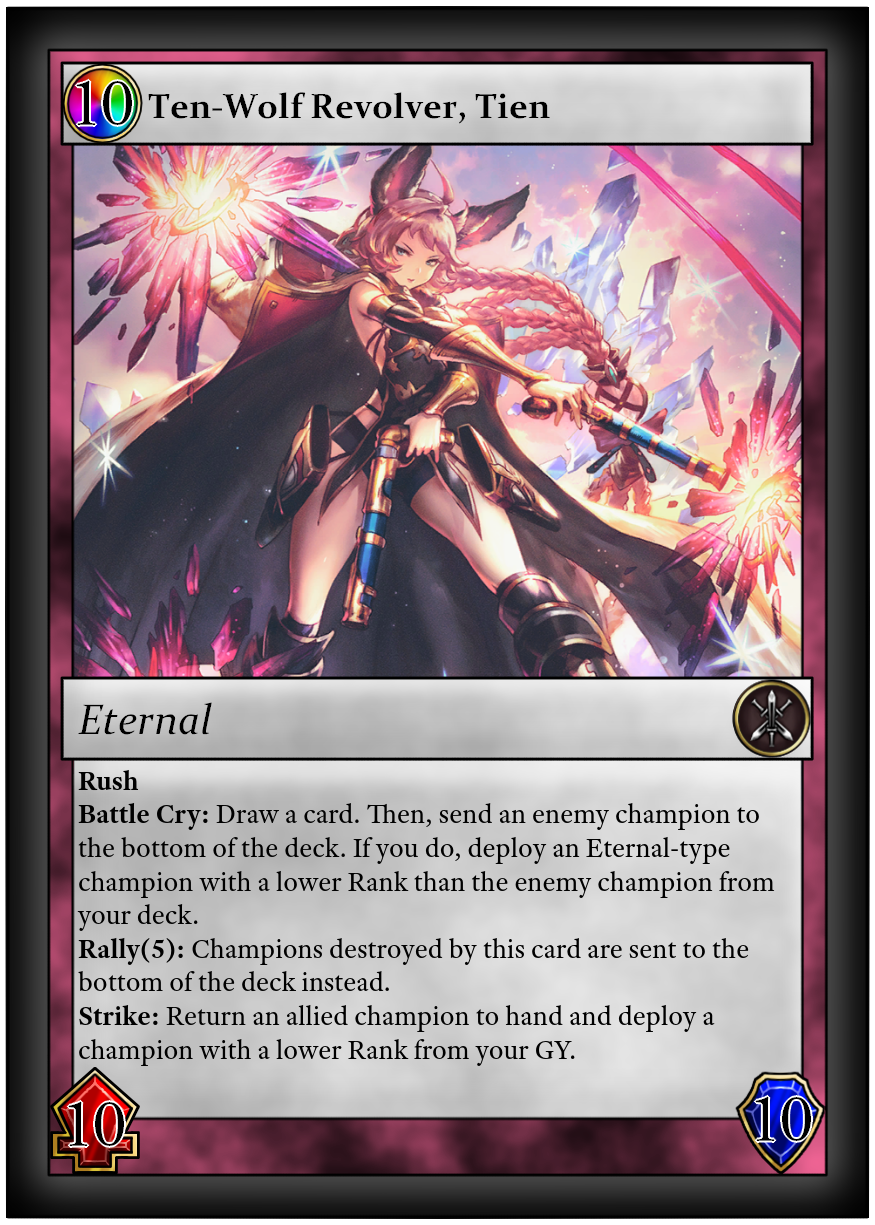 10 Ten-Wolf Revolver, Tien
Eternal
Rush
Battle Cry: Draw a card. Then, send an enemy champion to
the bottom of the deck. If you do, deploy an Eternal-type
champion with a lower Rank than the enemy champion from
your deck.
Rally(5): Champions destroyed by this card are sent to the
bottom of the deck instead.
Strike: Return an allied champion to hand and deploy a
champion with a lower Rank from your GY.
10 10